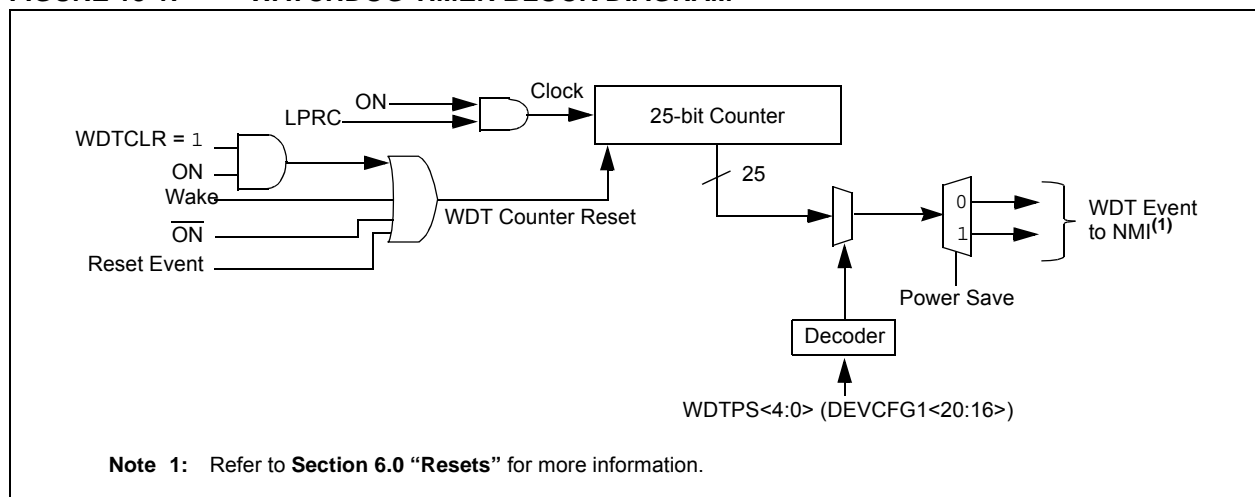 Clock
ON
LPRC
25-bit Counter
WDTCLR = 1
ON
Wake
25
0
1
WDT Event
to NMI(1)
WDT Counter Reset
ON
Reset Event
Power Save
Decoder
WDTPS<4:0> (DEVCFG1<20:16>)
Note 1: Refer to Section 6.0 “Resets” for more information.